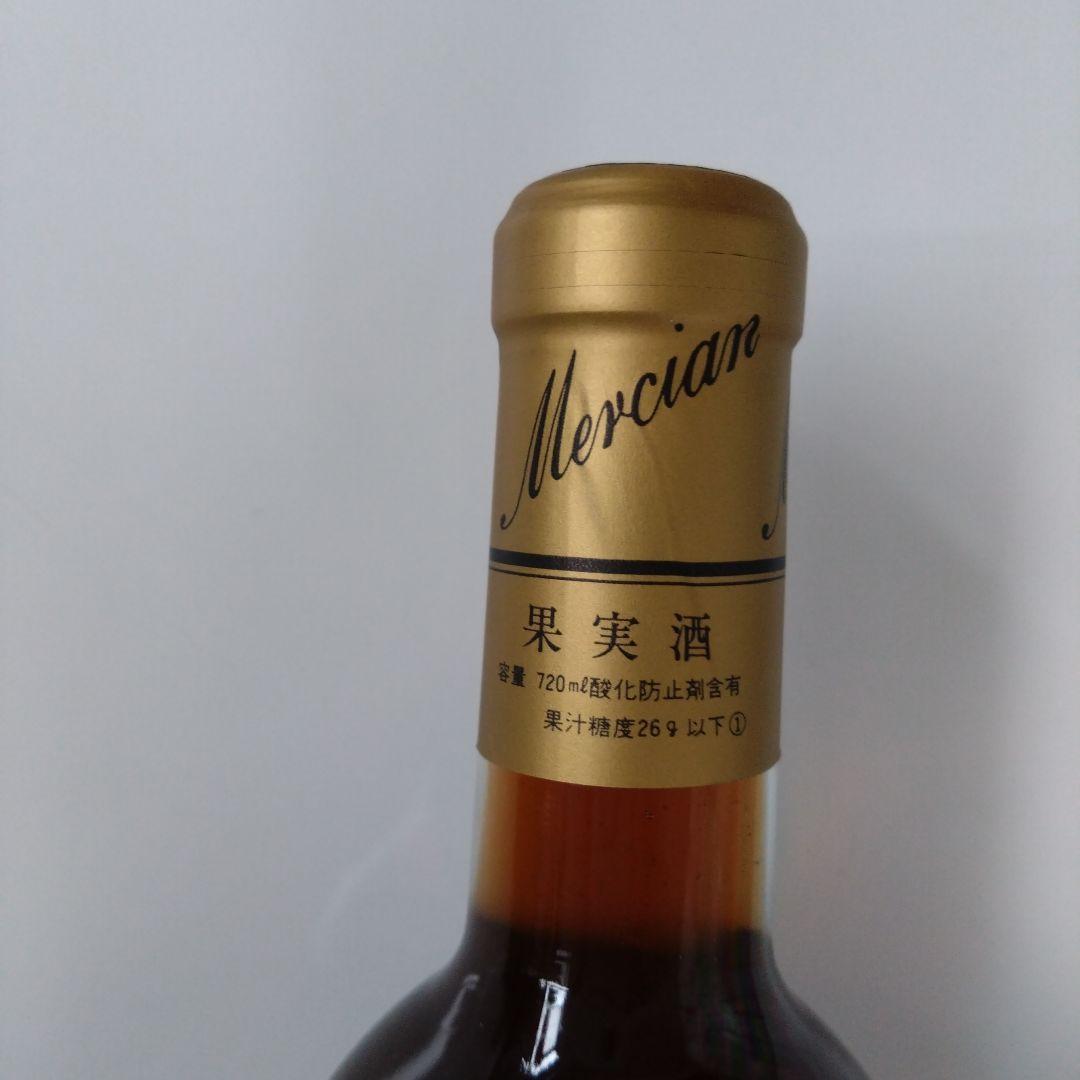 Mercian
果実酒
容量 720mℓ酸化防止剤含有
果汁糖度26g以下①